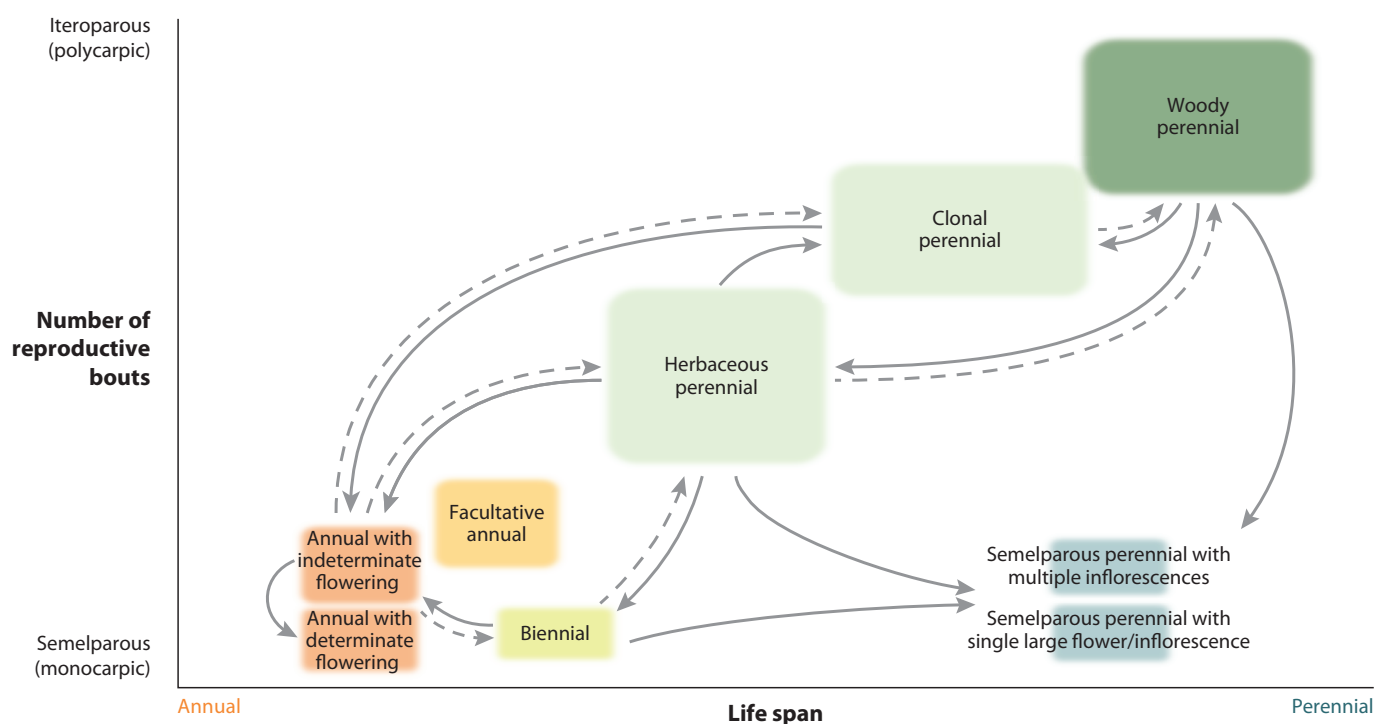 Iteroparous
(polycarpic)
Woody
perennial
Clonal
perennial
Number of
reproductive
bouts
Herbaceous
perennial
Facultative
annual
Annual with
indeterminate
flowering
Semelparous perennial with
multiple inflorescences
Annual with
determinate
flowering
Biennial
Semelparous perennial with
single large flower/inflorescence
Semelparous
(monocarpic)
Annual
Life span
Perennial